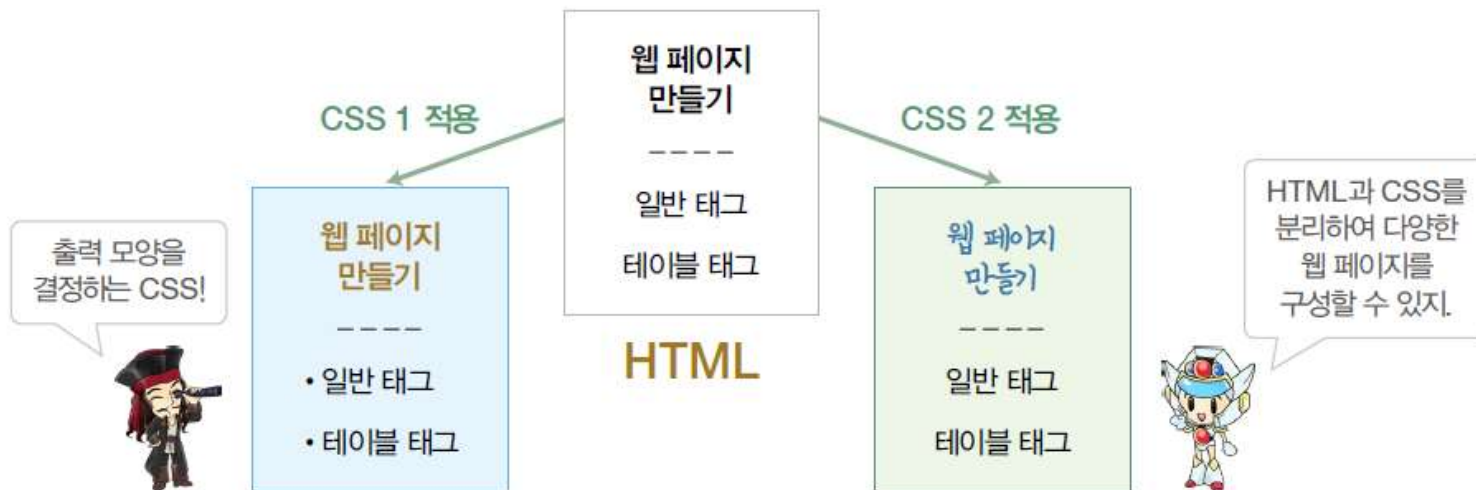 웹 페이지
만들기
CSS 1 적용
CSS 2 적용
----
일반 태그
테이블 태그
HTML
출력 모양을
결정하는 CSS!
웹 페이지
만들기
----
• 일반 태그
• 테이블 태그
웹 페이지
만들기
----
일반 태그
테이블 태그
HTML과 CSS를
분리하여 다양한
웹 페이지를
구성할 수 있지.